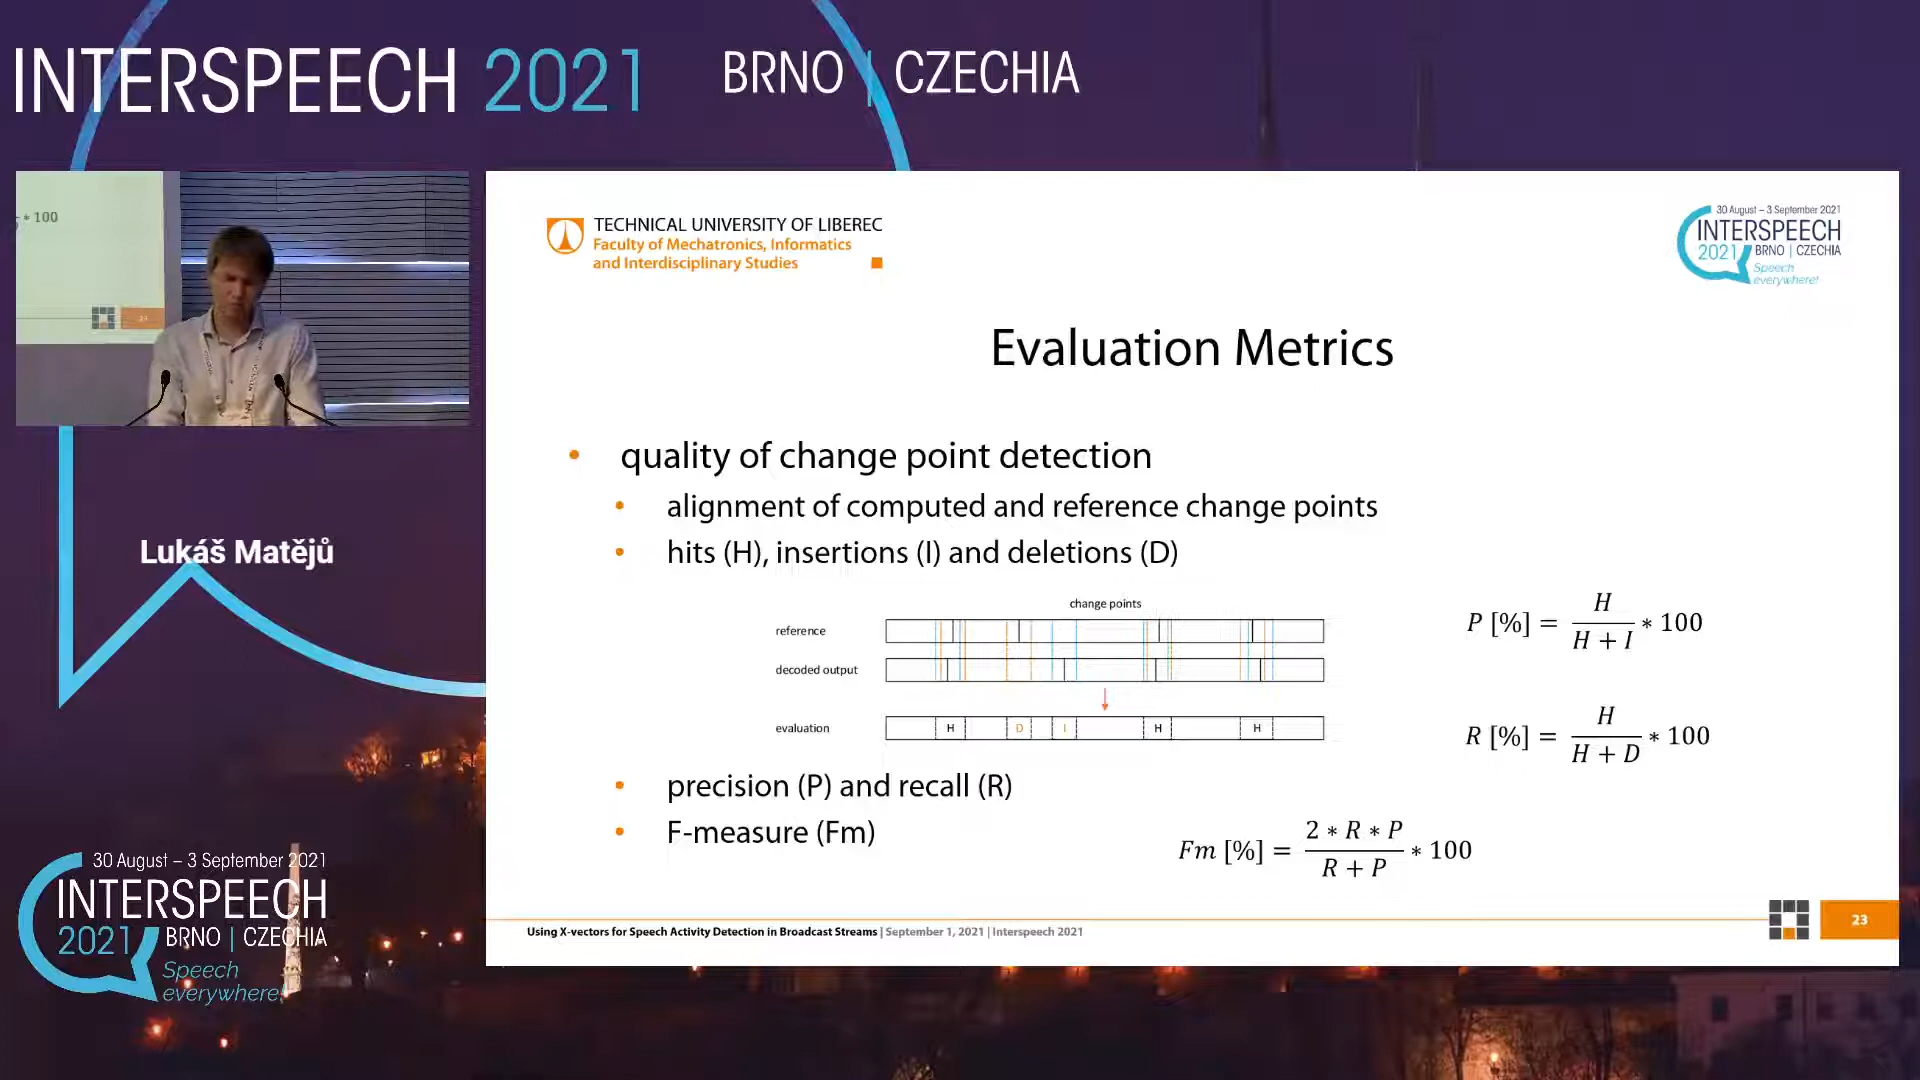 INTERSPEECH 2021 BRNO | CZECHIA
* 100
Lukáš Matějů
30 August – 3 September 2021
INTERSPEECH
2021 BRNO | CZECHIA
Speech
everywhere!
TECHNICAL UNIVERSITY OF LIBEREC
Faculty of Mechatronics, Informatics
and Interdisciplinary Studies
30 August – 3 September 2021
INTERSPEECH
2021 BRNO | CZECHIA
Speech
everywhere!
Evaluation Metrics
• quality of change point detection
• alignment of computed and reference change points
• hits (H), insertions (I) and deletions (D)
change points
reference
decoded output
evaluation H D I H H
P [%] = H / H + I * 100
R [%] = H / H + D * 100
• precision (P) and recall (R)
• F-measure (Fm)
Fm [%] = 2 * R * P / R + P * 100
Using X-vectors for Speech Activity Detection in Broadcast Streams | September 1, 2021 | Interspeech 2021
23